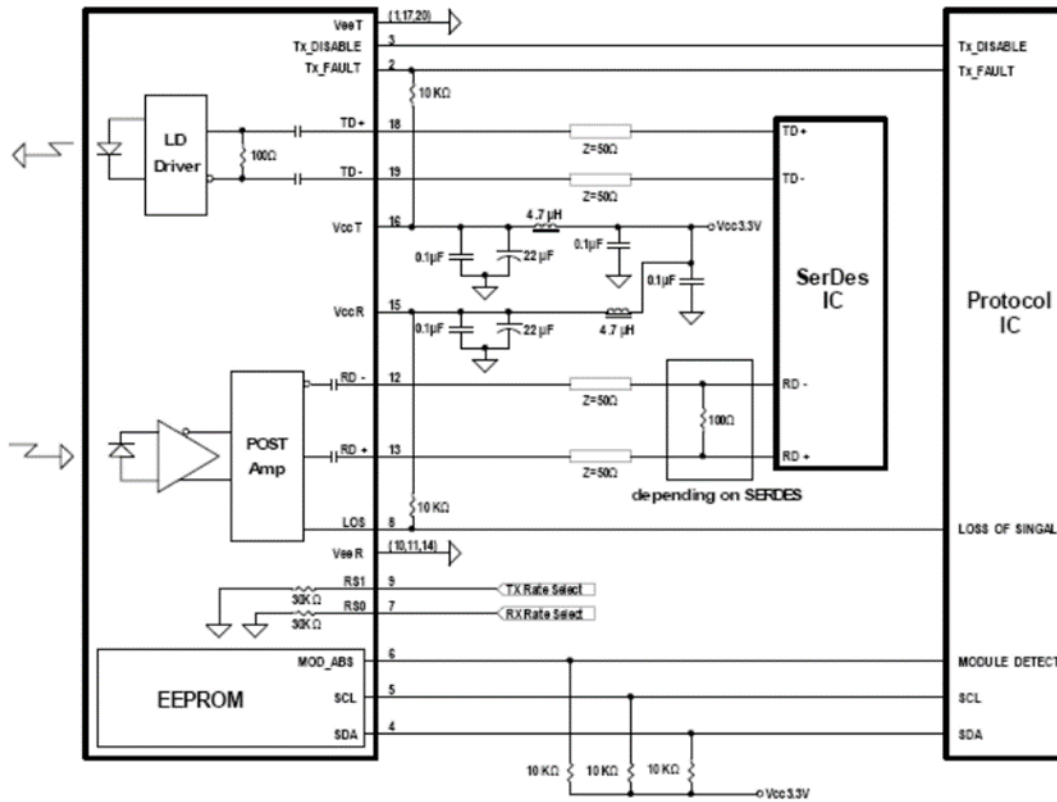 VeeT (1,17,20)
Tx_DISABLE 3 Tx_DISABLE
Tx_FAULT 2 Tx_FAULT
10 KΩ
LD
Driver
100Ω
TD+ 18 Z=50Ω TD+
TD- 19 Z=50Ω TD-
VccT 16 4.7 µH Vcc3.3V
0.1µF 22 µF 0.1µF 0.1µF
SerDes
IC
Protocol
IC
VccR 15 4.7 µH
0.1µF 22 µF
RD - 12 Z=50Ω RD -
POST
Amp
100Ω
RD + 13 Z=50Ω RD +
depending on SERDES
10 KΩ
LOS 8 LOSS OF SINGAL
VeeR (10,11,14)
RS1 9 TX Rate Select
30KΩ
RS0 7 RX Rate Select
30KΩ
MOD_ABS 6 MODULE DETECT
EEPROM
SCL 5 SCL
SDA 4 SDA
10 KΩ 10 KΩ 10 KΩ
Vcc3.3V